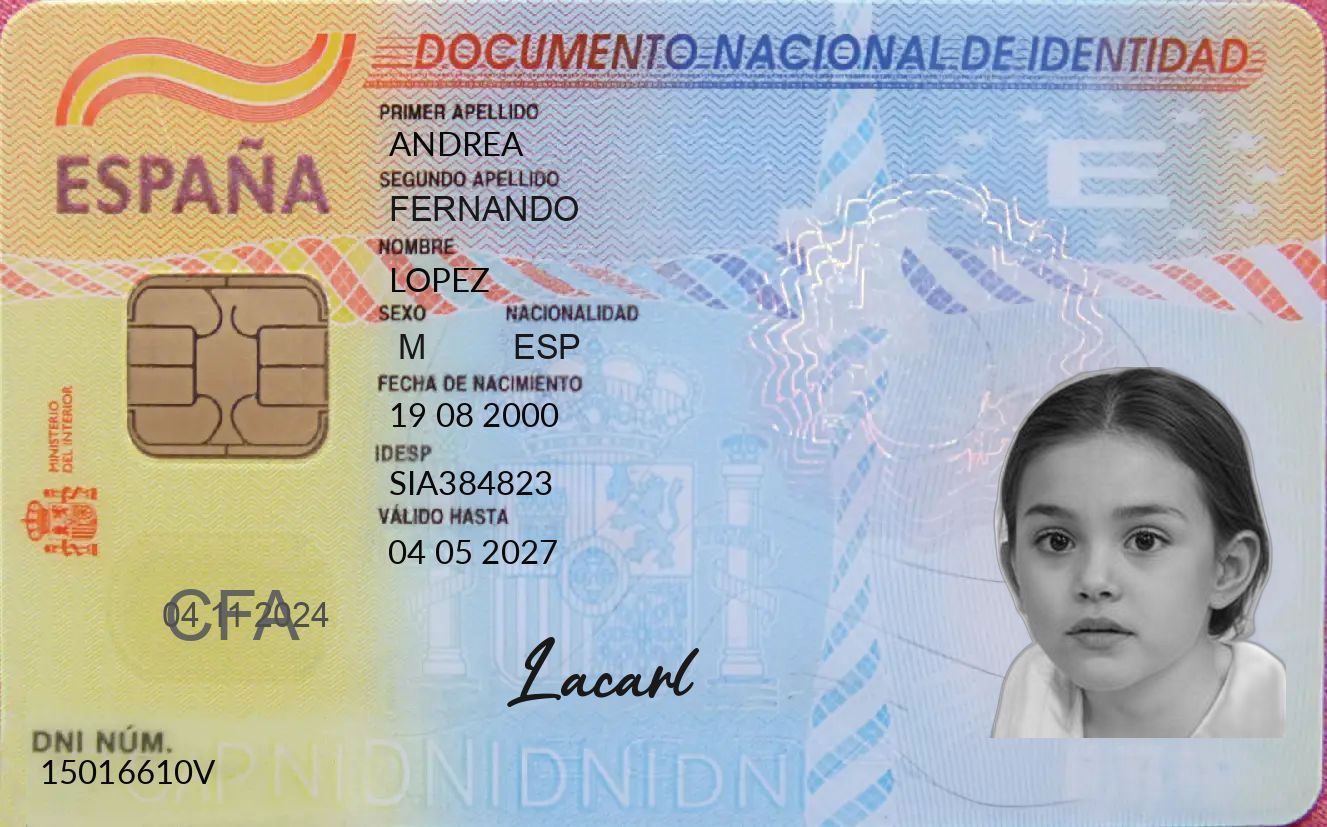 DOCUMENTO NACIONAL DE IDENTIDAD
ESPAÑA
PRIMER APELLIDO
ANDREA
SEGUNDO APELLIDO
FERNANDO
NOMBRE
LOPEZ
SEXO NACIONALIDAD
M ESP
FECHA DE NACIMIENTO
19 08 2000
IDESP
SIA384823
VÁLIDO HASTA
04 05 2027
MINISTERIO
DEL INTERIOR
E
CFA
04 11 2024
Lacarl
DNI NÚM.
15016610V
DNIDNIDNIDNI